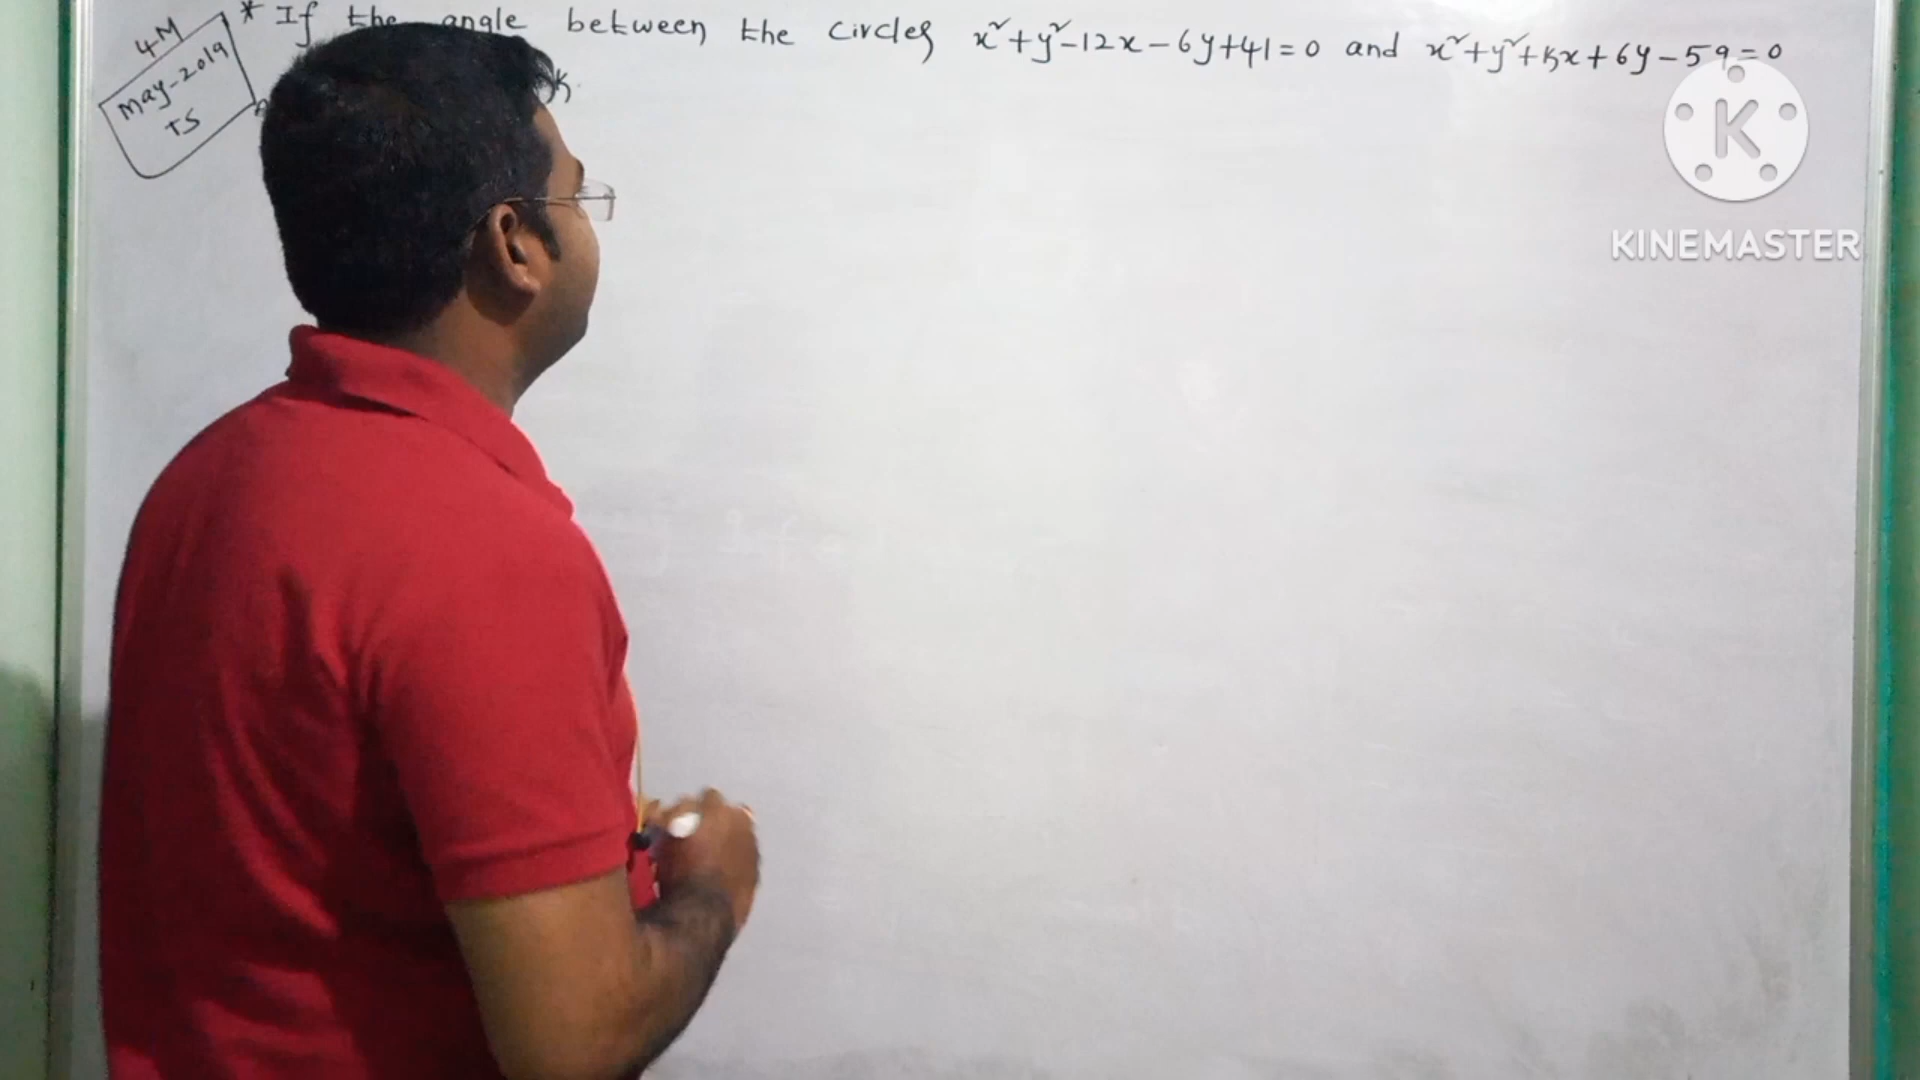 4M
May-2019
TS
* If the angle between the circles x²+y²-12x-6y+41=0 and x²+y²+kx+6y-59=0
k.
K
KINEMASTER